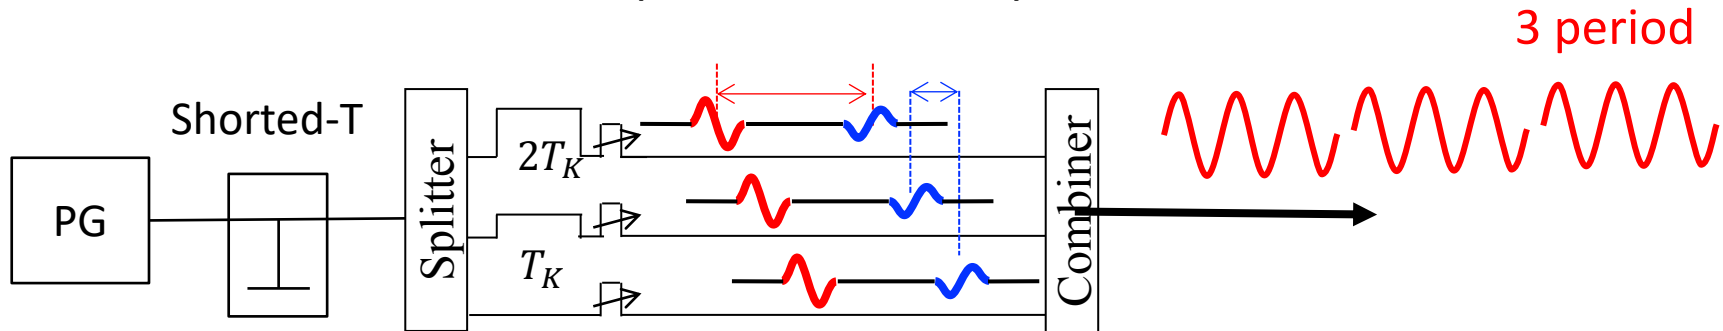 3 period
Shorted-T
PG
Splitter
2T_K
T_K
Combiner